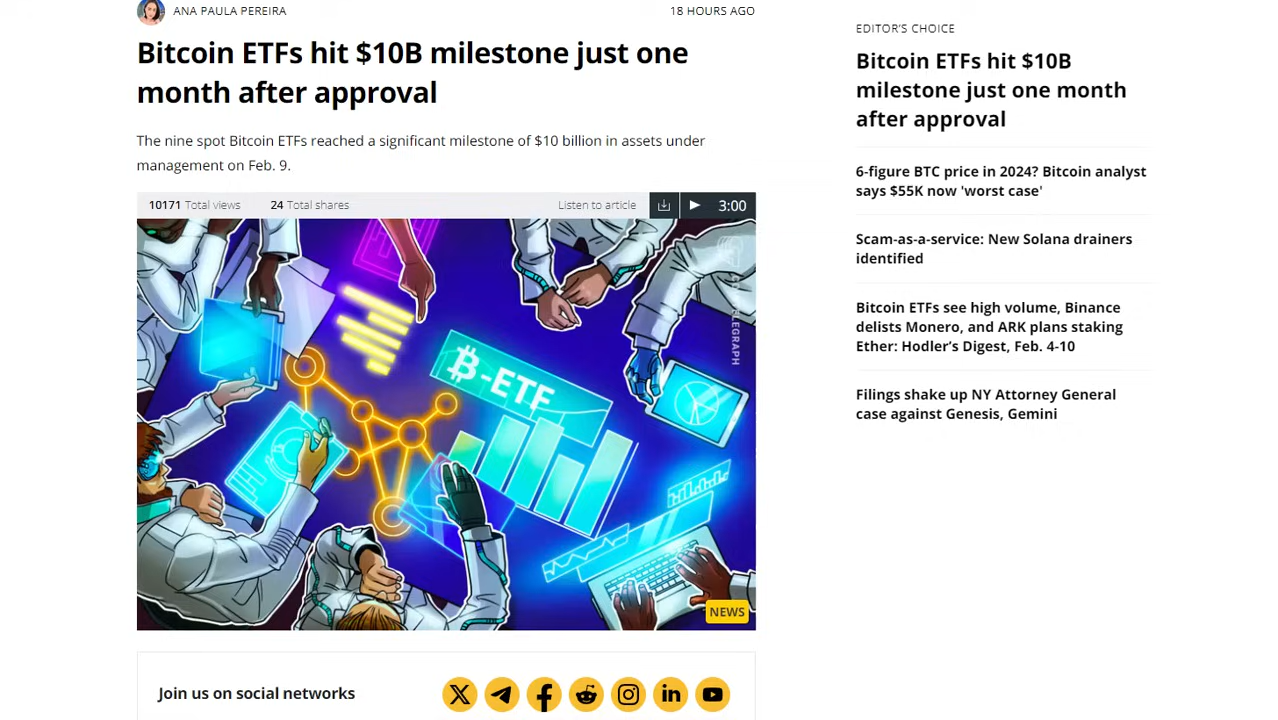 ANA PAULA PEREIRA
18 HOURS AGO
Bitcoin ETFs hit $10B milestone just one
month after approval
The nine spot Bitcoin ETFs reached a significant milestone of $10 billion in assets under
management on Feb. 9.
10171 Total views
24 Total shares
Listen to article
3:00
₿-ETF
NEWS
Join us on social networks
EDITOR'S CHOICE
Bitcoin ETFs hit $10B
milestone just one month
after approval
6-figure BTC price in 2024? Bitcoin analyst
says $55K now 'worst case'
Scam-as-a-service: New Solana drainers
identified
Bitcoin ETFs see high volume, Binance
delists Monero, and ARK plans staking
Ether: Hodler’s Digest, Feb. 4-10
Filings shake up NY Attorney General
case against Genesis, Gemini